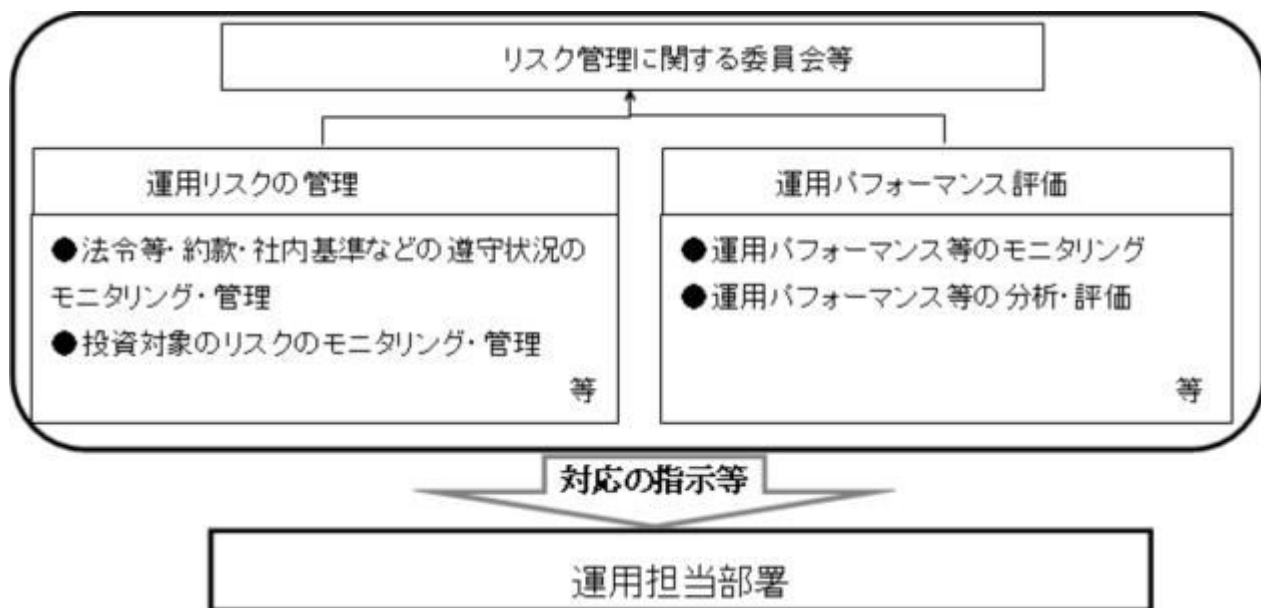 リスク管理に関する委員会等
運用リスクの管理
●法令等・約款・社内基準などの遵守状況の
モニタリング・管理
●投資対象のリスクのモニタリング・管理
等
運用パフォーマンス評価
●運用パフォーマンス等のモニタリング
●運用パフォーマンス等の分析・評価
等
対応の指示等
運用担当部署